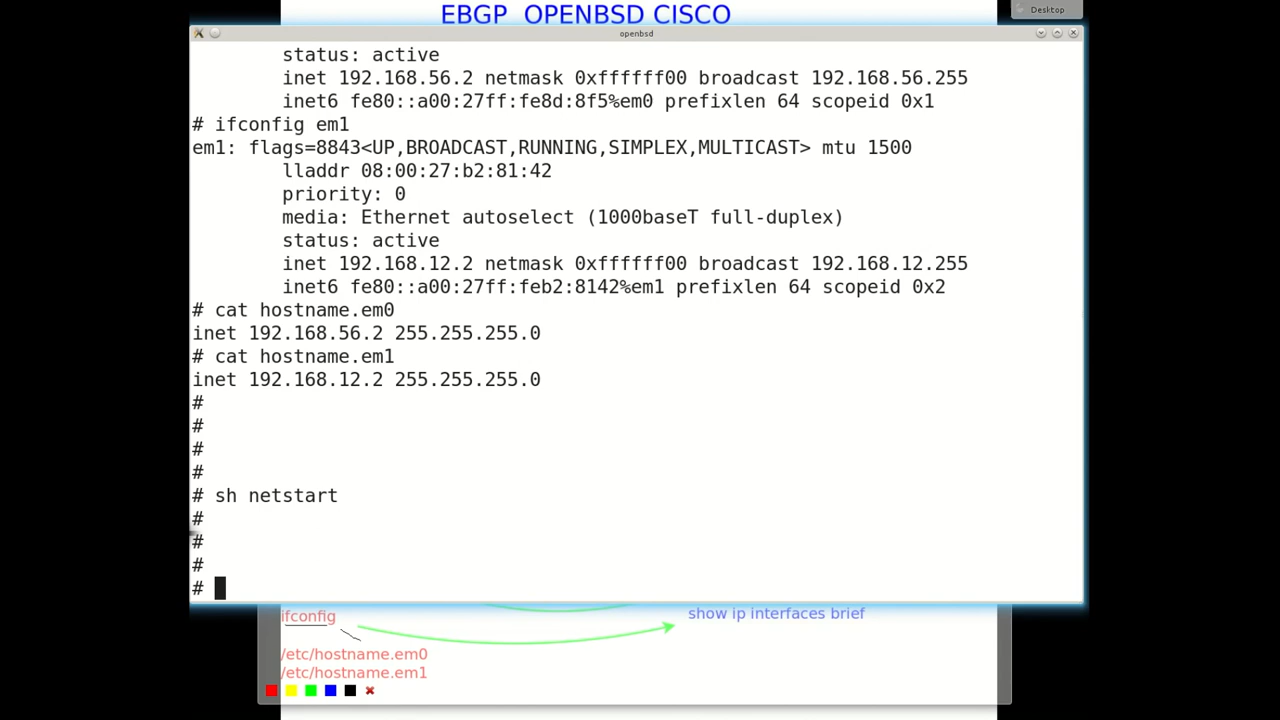 EBGP  OPENBSD CISCO
Desktop
openbsd
status: active
inet 192.168.56.2 netmask 0xffffff00 broadcast 192.168.56.255
inet6 fe80::a00:27ff:fe8d:8f5%em0 prefixlen 64 scopeid 0x1
# ifconfig em1
em1: flags=8843<UP,BROADCAST,RUNNING,SIMPLEX,MULTICAST> mtu 1500
lladdr 08:00:27:b2:81:42
priority: 0
media: Ethernet autoselect (1000baseT full-duplex)
status: active
inet 192.168.12.2 netmask 0xffffff00 broadcast 192.168.12.255
inet6 fe80::a00:27ff:feb2:8142%em1 prefixlen 64 scopeid 0x2
# cat hostname.em0
inet 192.168.56.2 255.255.255.0
# cat hostname.em1
inet 192.168.12.2 255.255.255.0
#
#
#
#
# sh netstart
#
#
#
#
ifconfig
show ip interfaces brief
/etc/hostname.em0
/etc/hostname.em1